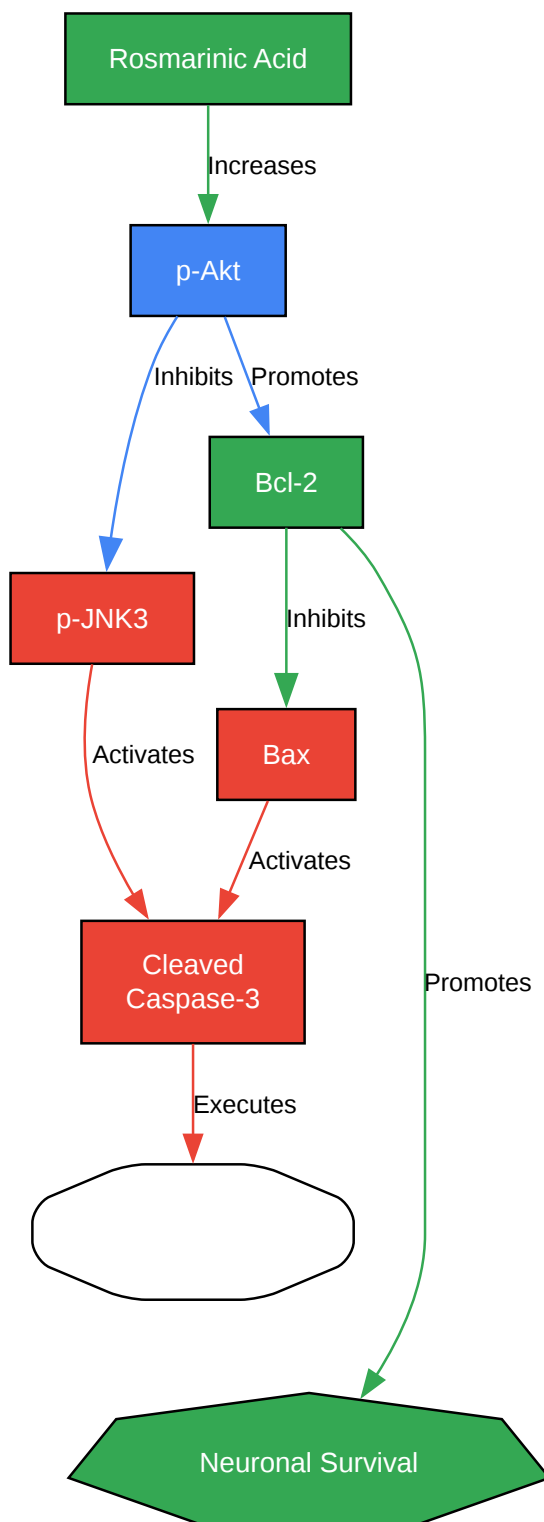 Rosmarinic Acid
Increases
p-Akt
Inhibits
Promotes
Bcl-2
p-JNK3
Inhibits
Activates
Bax
Activates
Cleaved
Caspase-3
Promotes
Executes
Neuronal Survival